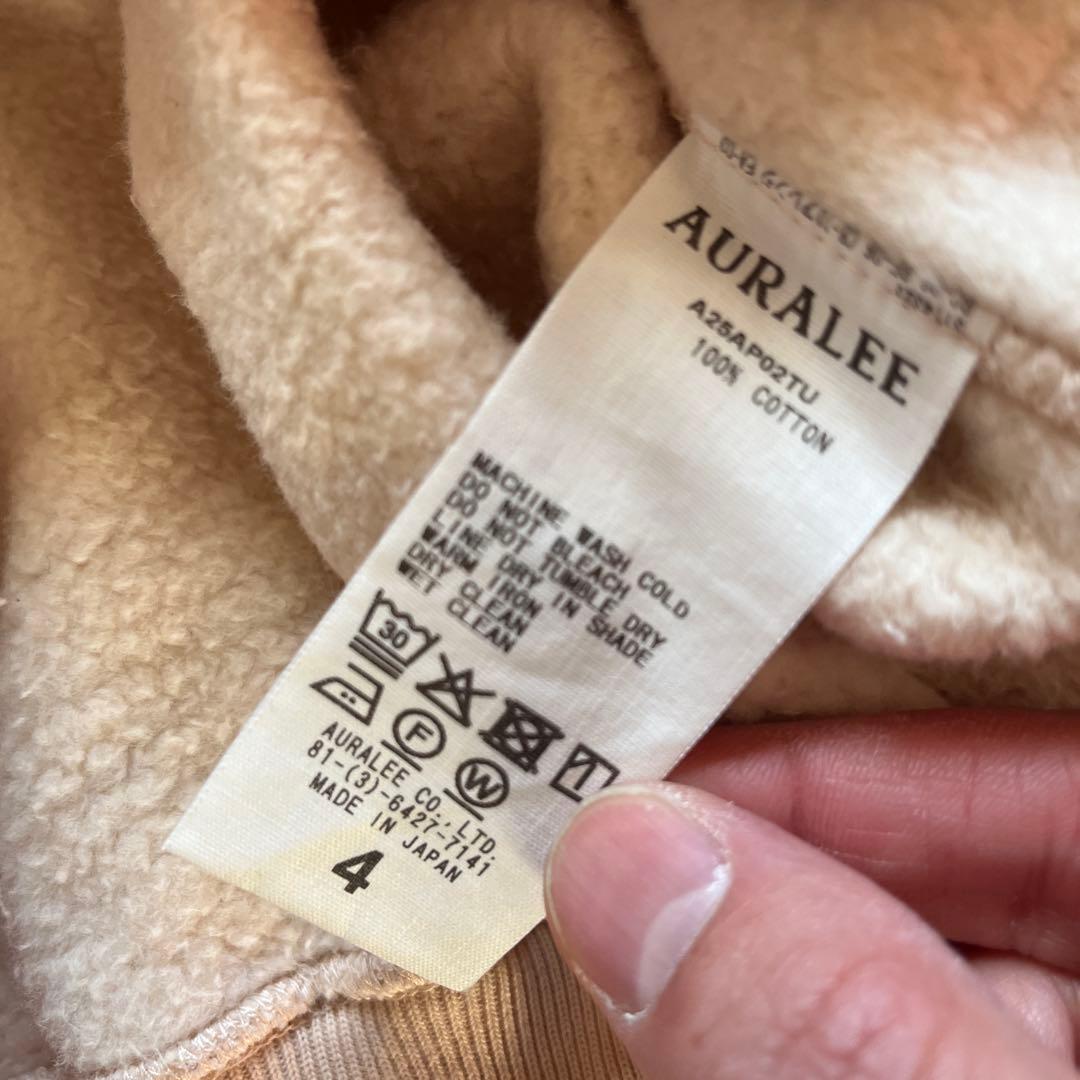 AURALEE
A25AP02TU
100% COTTON
MACHINE WASH COLD
DO NOT BLEACH
DO NOT TUMBLE DRY
LINE DRY IN SHADE
WARM IRON
DRY CLEAN
WET CLEAN
30
F
W
AURALEE CO.,LTD.
81-(3)-6427-7141
MADE IN JAPAN
4